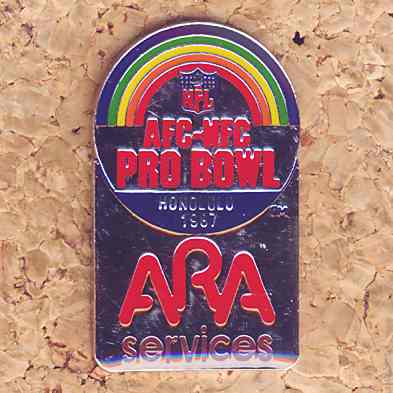 NFL
AFC-NFC
PRO BOWL
HONOLULU
1987
ARA
services